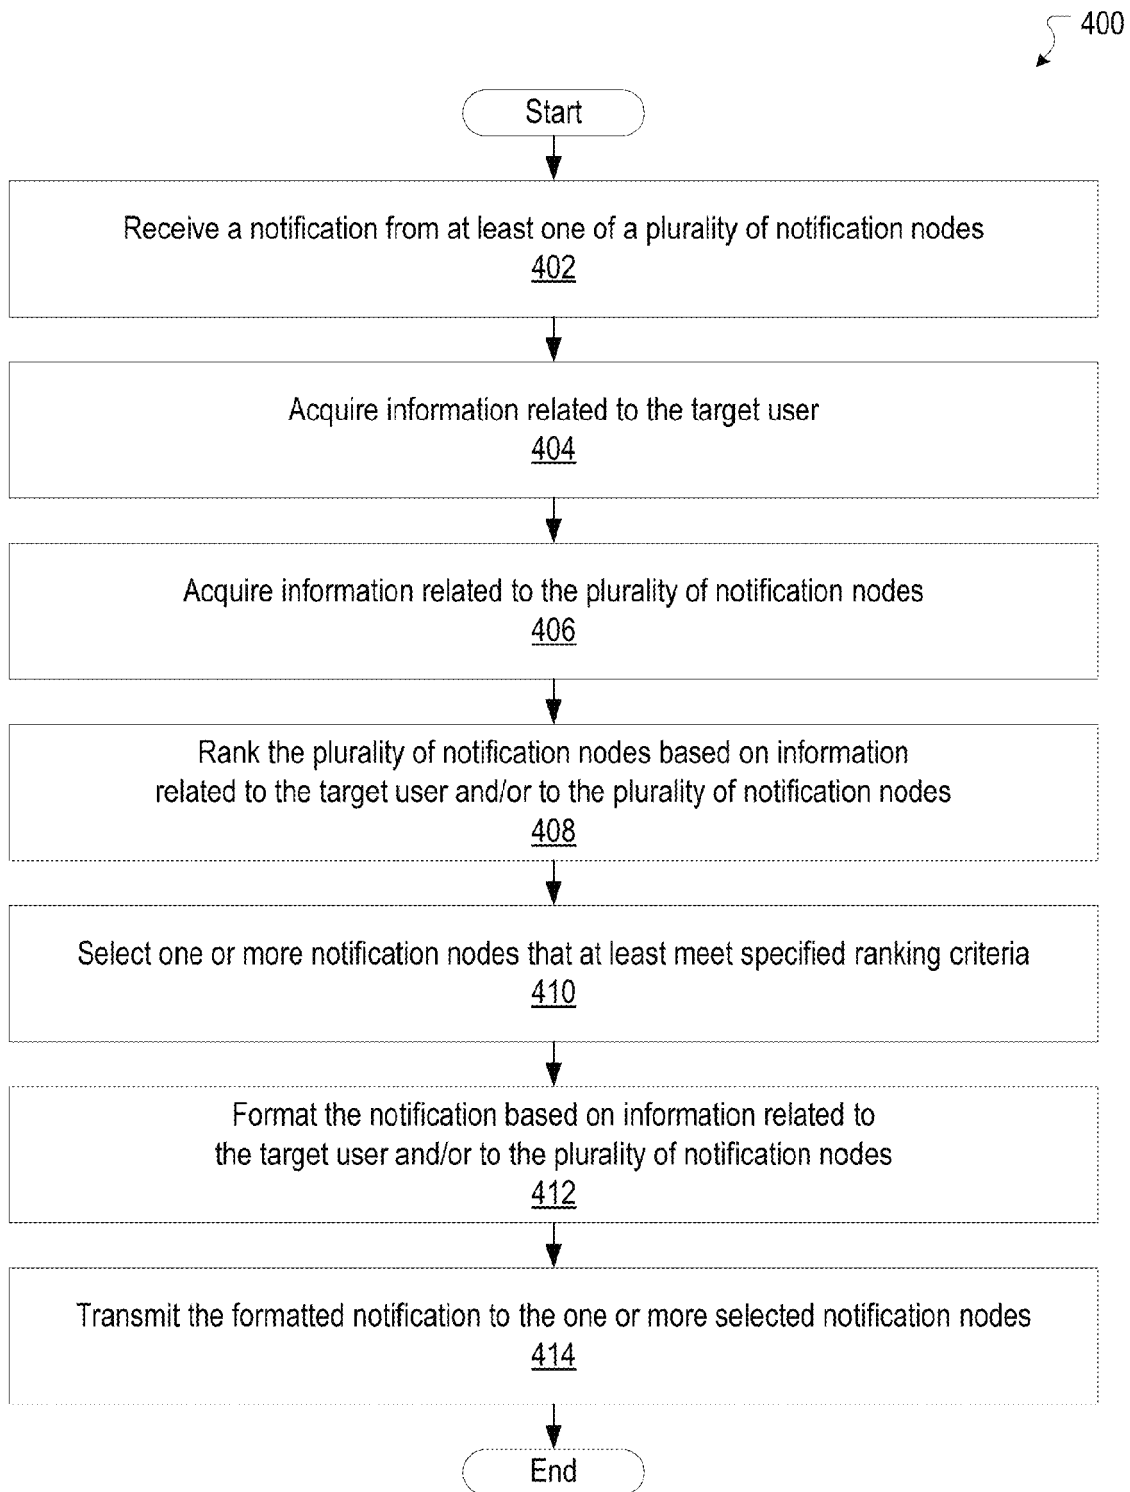 400
Start
Receive a notification from at least one of a plurality of notification nodes
402
Acquire information related to the target user
404
Acquire information related to the plurality of notification nodes
406
Rank the plurality of notification nodes based on information
related to the target user and/or to the plurality of notification nodes
408
Select one or more notification nodes that at least meet specified ranking criteria
410
Format the notification based on information related to
the target user and/or to the plurality of notification nodes
412
Transmit the formatted notification to the one or more selected notification nodes
414
End